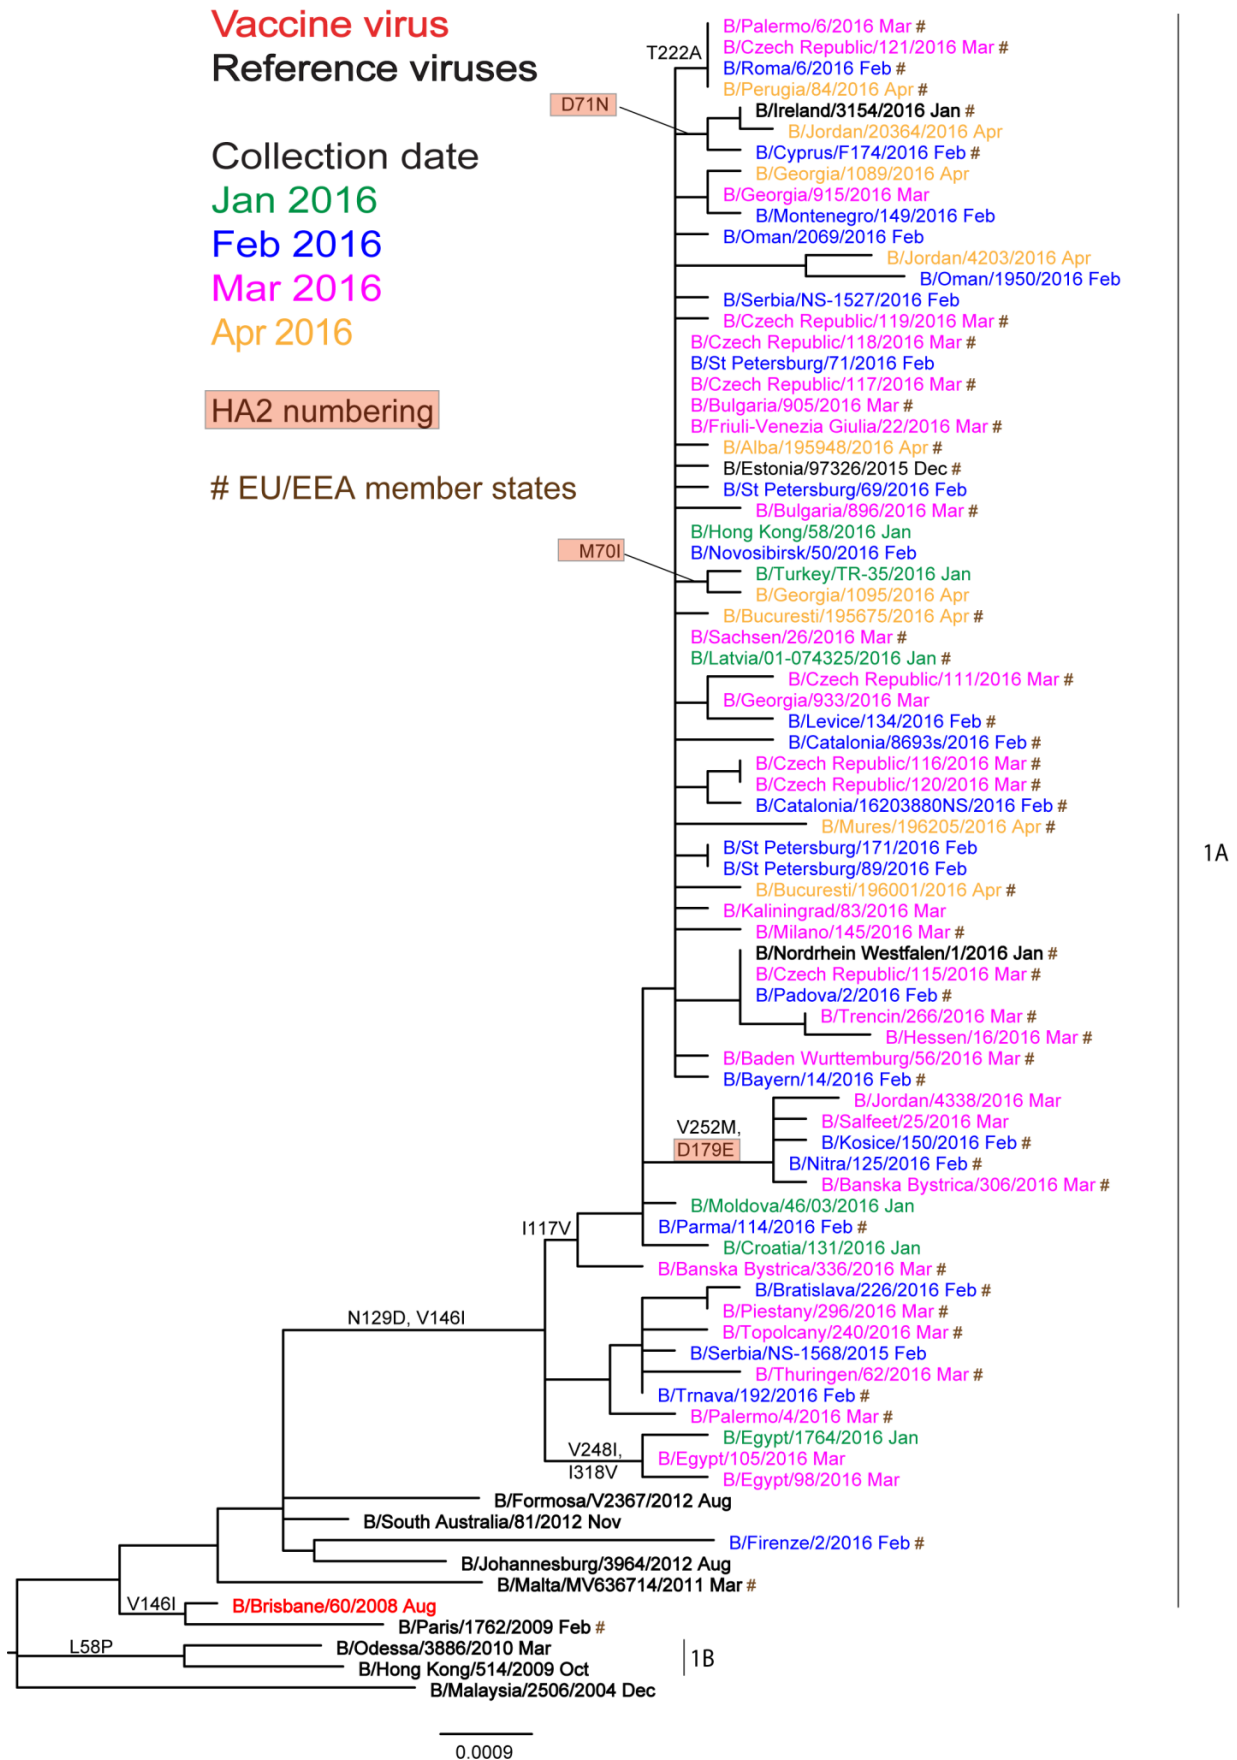 Vaccine virus
Reference viruses
Collection date
Jan 2016
Feb 2016
Mar 2016
Apr 2016
HA2 numbering
# EU/EEA member states
T222A
D71N
M70I
B/Palermo/6/2016 Mar #
B/Czech Republic/121/2016 Mar #
B/Roma/6/2016 Feb #
B/Perugia/84/2016 Apr #
B/Ireland/3154/2016 Jan #
B/Jordan/20364/2016 Apr
B/Cyprus/F174/2016 Feb #
B/Georgia/1089/2016 Apr
B/Georgia/915/2016 Mar
B/Montenegro/149/2016 Feb
B/Oman/2069/2016 Feb
B/Jordan/4203/2016 Apr
B/Oman/1950/2016 Feb
B/Serbia/NS-1527/2016 Feb
B/Czech Republic/119/2016 Mar #
B/Czech Republic/118/2016 Mar #
B/St Petersburg/71/2016 Feb
B/Czech Republic/117/2016 Mar #
B/Bulgaria/905/2016 Mar #
B/Friuli-Venezia Giulia/22/2016 Mar #
B/Alba/195948/2016 Apr #
B/Estonia/97326/2015 Dec #
B/St Petersburg/69/2016 Feb
B/Bulgaria/896/2016 Mar #
B/Hong Kong/58/2016 Jan
B/Novosibirsk/50/2016 Feb
B/Turkey/TR-35/2016 Jan
B/Georgia/1095/2016 Apr
B/Bucuresti/195675/2016 Apr #
B/Sachsen/26/2016 Mar #
B/Latvia/01-074325/2016 Jan #
B/Czech Republic/111/2016 Mar #
B/Georgia/933/2016 Mar
B/Levice/134/2016 Feb #
B/Catalonia/8693s/2016 Feb #
B/Czech Republic/116/2016 Mar #
B/Czech Republic/120/2016 Mar #
B/Catalonia/16203880NS/2016 Feb #
B/Mures/196205/2016 Apr #
B/St Petersburg/171/2016 Feb
B/St Petersburg/89/2016 Feb
1A
B/Bucuresti/196001/2016 Apr #
B/Kaliningrad/83/2016 Mar
B/Milano/145/2016 Mar #
B/Nordrhein Westfalen/1/2016 Jan #
B/Czech Republic/115/2016 Mar #
B/Padova/2/2016 Feb #
B/Trencin/266/2016 Mar #
B/Hessen/16/2016 Mar #
B/Baden Wurttemburg/56/2016 Mar #
B/Bayern/14/2016 Feb #
B/Jordan/4338/2016 Mar
V252M,
D179E
B/Salfeet/25/2016 Mar
B/Kosice/150/2016 Feb #
B/Nitra/125/2016 Feb #
B/Banska Bystrica/306/2016 Mar #
B/Moldova/46/03/2016 Jan
I117V
B/Parma/114/2016 Feb #
B/Croatia/131/2016 Jan
B/Banska Bystrica/336/2016 Mar #
B/Bratislava/226/2016 Feb #
N129D, V146I
B/Piestany/296/2016 Mar #
B/Topolcany/240/2016 Mar #
B/Serbia/NS-1568/2015 Feb
B/Thuringen/62/2016 Mar #
B/Trnava/192/2016 Feb #
B/Palermo/4/2016 Mar #
B/Egypt/1764/2016 Jan
V248I,
I318V
B/Egypt/105/2016 Mar
B/Egypt/98/2016 Mar
B/Formosa/V2367/2012 Aug
B/South Australia/81/2012 Nov
B/Firenze/2/2016 Feb #
B/Johannesburg/3964/2012 Aug
B/Malta/MV636714/2011 Mar #
V146I
B/Brisbane/60/2008 Aug
B/Paris/1762/2009 Feb #
L58P
B/Odessa/3886/2010 Mar
1B
B/Hong Kong/514/2009 Oct
B/Malaysia/2506/2004 Dec
0.0009